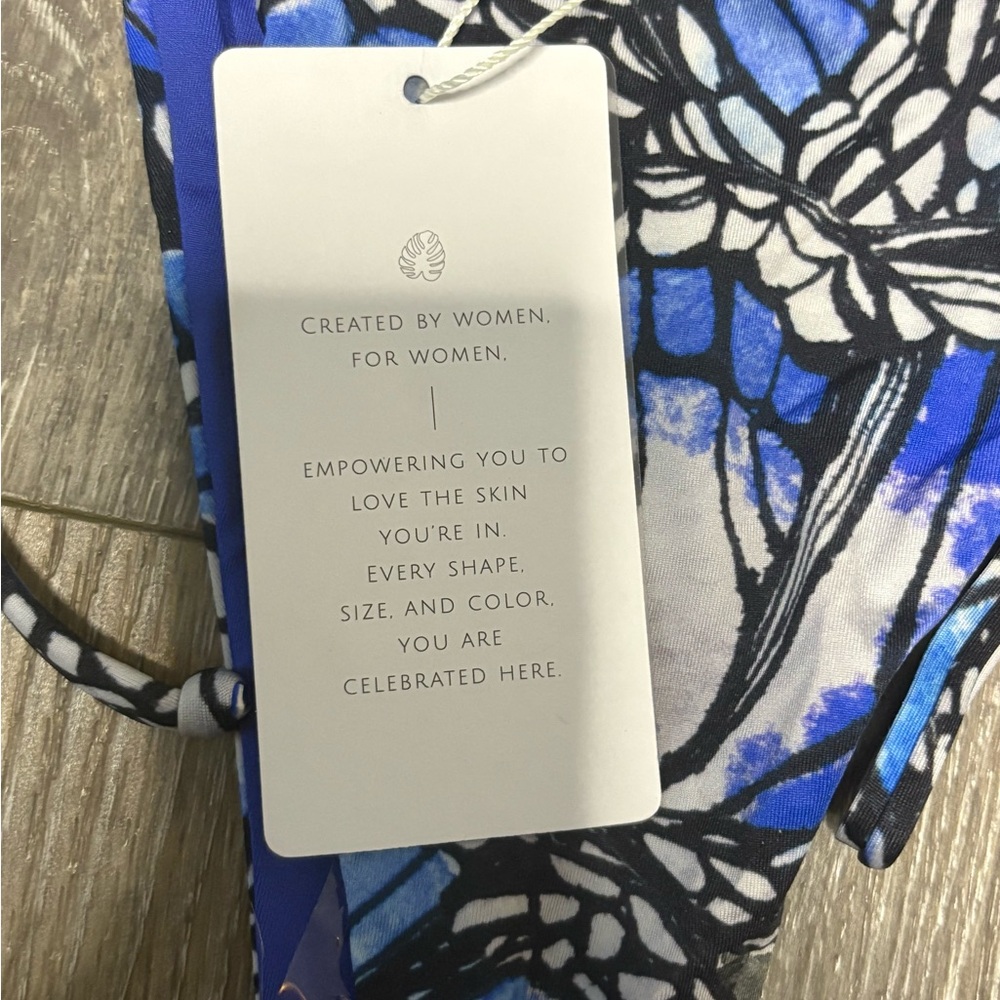 CREATED BY WOMEN,
FOR WOMEN,
EMPOWERING YOU TO
LOVE THE SKIN
YOU'RE IN.
EVERY SHAPE,
SIZE, AND COLOR,
YOU ARE
CELEBRATED HERE.